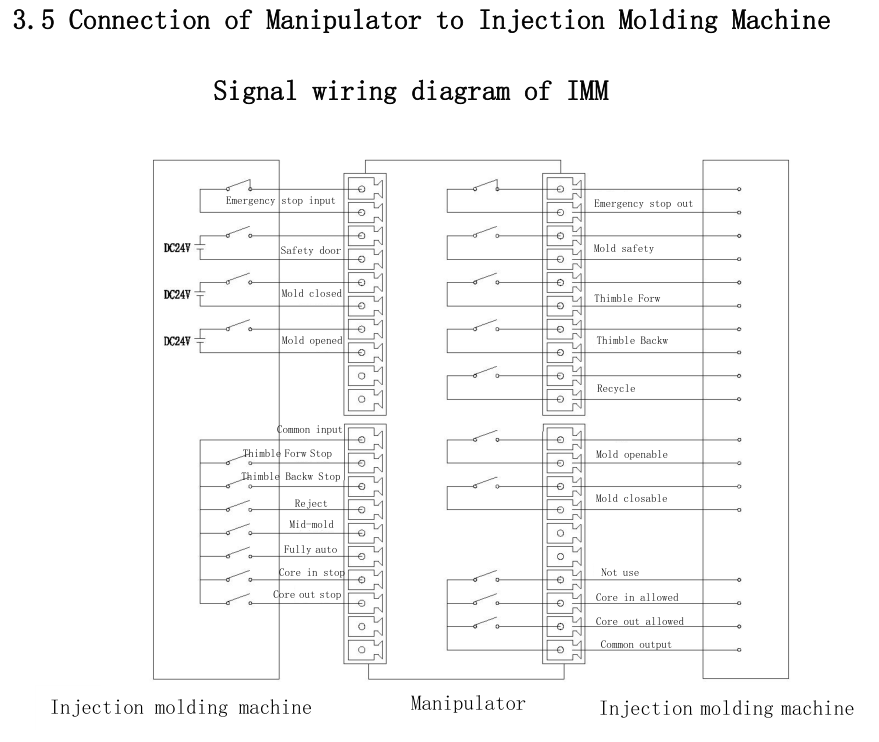 3.5 Connection of Manipulator to Injection Molding Machine
Signal wiring diagram of IMM
Emergency stop input
DC24V
Safety door
DC24V
Mold closed
DC24V
Mold opened
Common input
Thimble Forw Stop
Thimble Backw Stop
Reject
Mid-mold
Fully auto
Core in stop
Core out stop
Emergency stop out
Mold safety
Thimble Forw
Thimble Backw
Recycle
Mold openable
Mold closable
Not use
Core in allowed
Core out allowed
Common output
Injection molding machine
Manipulator
Injection molding machine